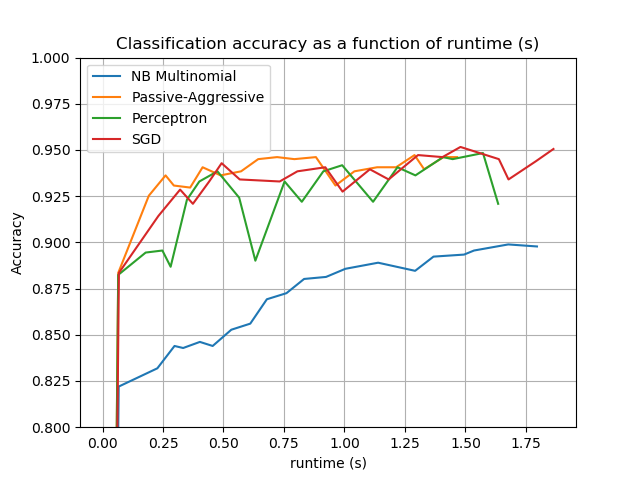 Classification accuracy as a function of runtime (s)
NB Multinomial
Passive-Aggressive
Perceptron
SGD
Accuracy
1.000
0.975
0.950
0.925
0.900
0.875
0.850
0.825
0.800
0.00 0.25 0.50 0.75 1.00 1.25 1.50 1.75
runtime (s)